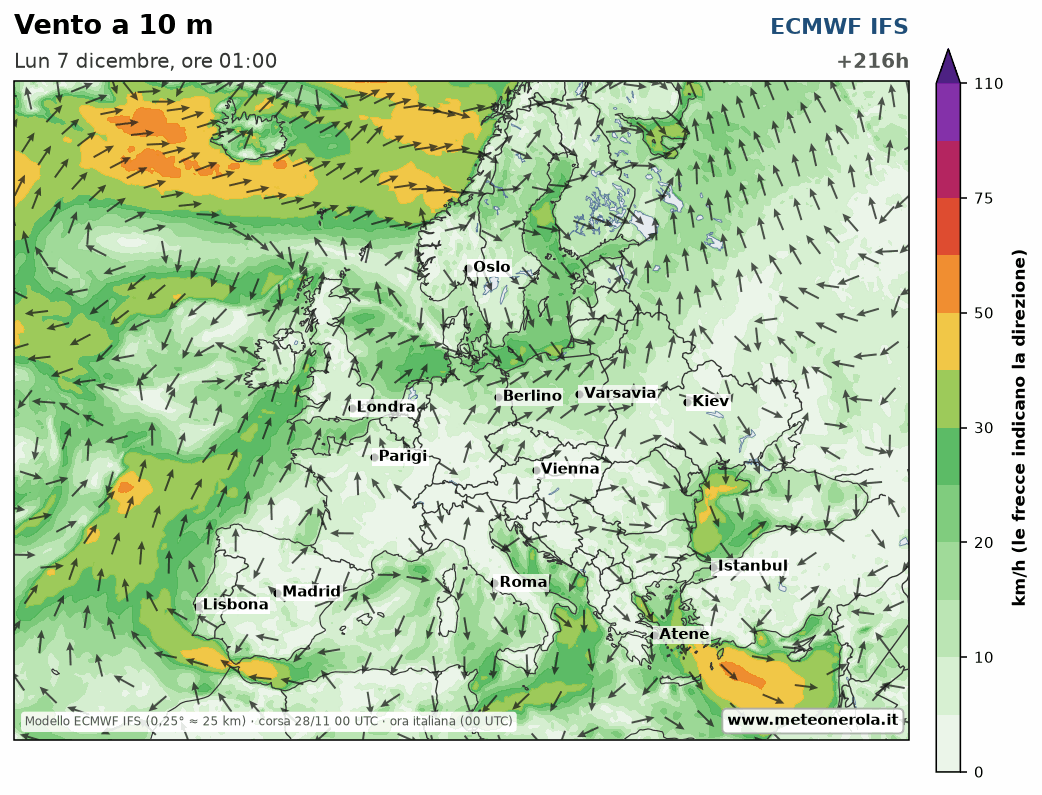 Vento a 10 m
ECMWF IFS
Lun 7 dicembre, ore 01:00
+216h
110
75
50
30
20
10
0
km/h (le frecce indicano la direzione)
Oslo
Berlino
Varsavia
Kiev
Londra
Parigi
Vienna
Istanbul
Roma
Madrid
Lisbona
Atene
Modello ECMWF IFS (0,25° ≈ 25 km) · corsa 28/11 00 UTC · ora italiana (00 UTC)
www.meteonerola.it